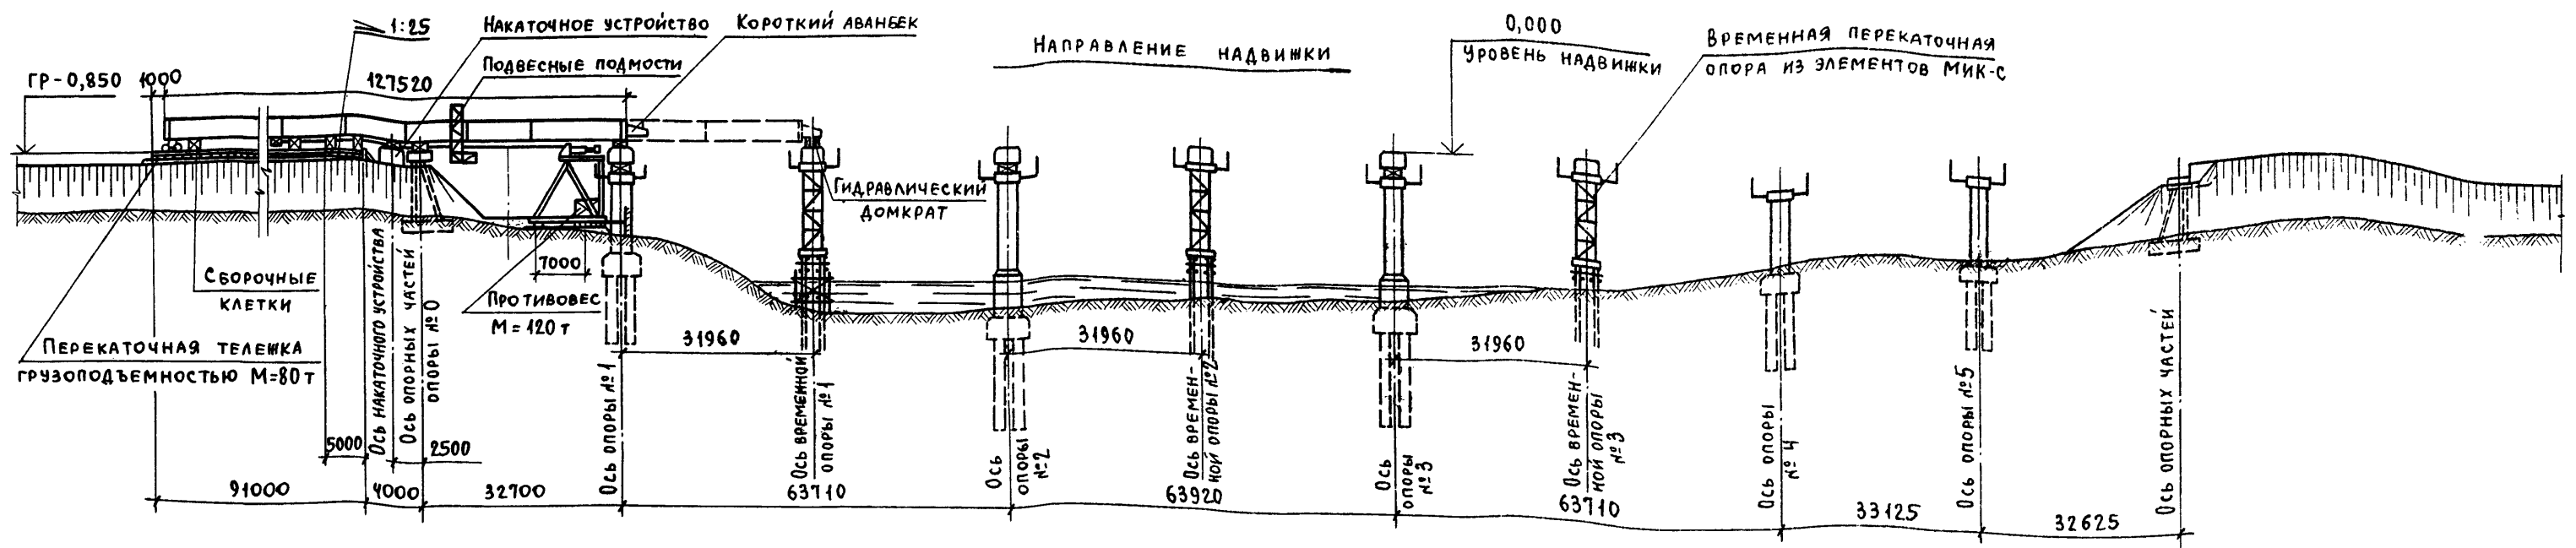 1:25
НАКАТОЧНОЕ УСТРОЙСТВО
КОРОТКИЙ АВАНБЕК
НАПРАВЛЕНИЕ НАДВИЖКИ
0,000
УРОВЕНЬ НАДВИЖКИ
ВРЕМЕННАЯ ПЕРЕКАТОЧНАЯ
ОПОРА ИЗ ЭЛЕМЕНТОВ МИК-С
ПОДВЕСНЫЕ ПОДМОСТИ
ГР-0,850
1000
127520
ГИДРАВЛИЧЕСКИЙ
ДОМКРАТ
СБОРОЧНЫЕ
КЛЕТКИ
7000
ПРОТИВОВЕС
М = 120 т
ПЕРЕКАТОЧНАЯ ТЕЛЕЖКА
ГРУЗОПОДЪЕМНОСТЬЮ М=80 т
31960
31960
31960
ОСЬ НАКАТОЧНОГО УСТРОЙСТВА
ОСЬ ОПОРНЫХ ЧАСТЕЙ
ОПОРЫ №0
ОСЬ ОПОРЫ №1
ОСЬ ВРЕМЕННОЙ
ОПОРЫ №1
ОСЬ
ОПОРЫ
№2
ОСЬ ВРЕМЕН-
НОЙ ОПОРЫ №2
ОСЬ
ОПОРЫ
№3
ОСЬ ВРЕМЕН-
НОЙ ОПОРЫ
№3
ОСЬ ОПОРЫ
№4
ОСЬ ОПОРЫ №5
ОСЬ ОПОРНЫХ ЧАСТЕЙ
5000
2500
91000
4000
32700
63710
63920
63710
33125
32625